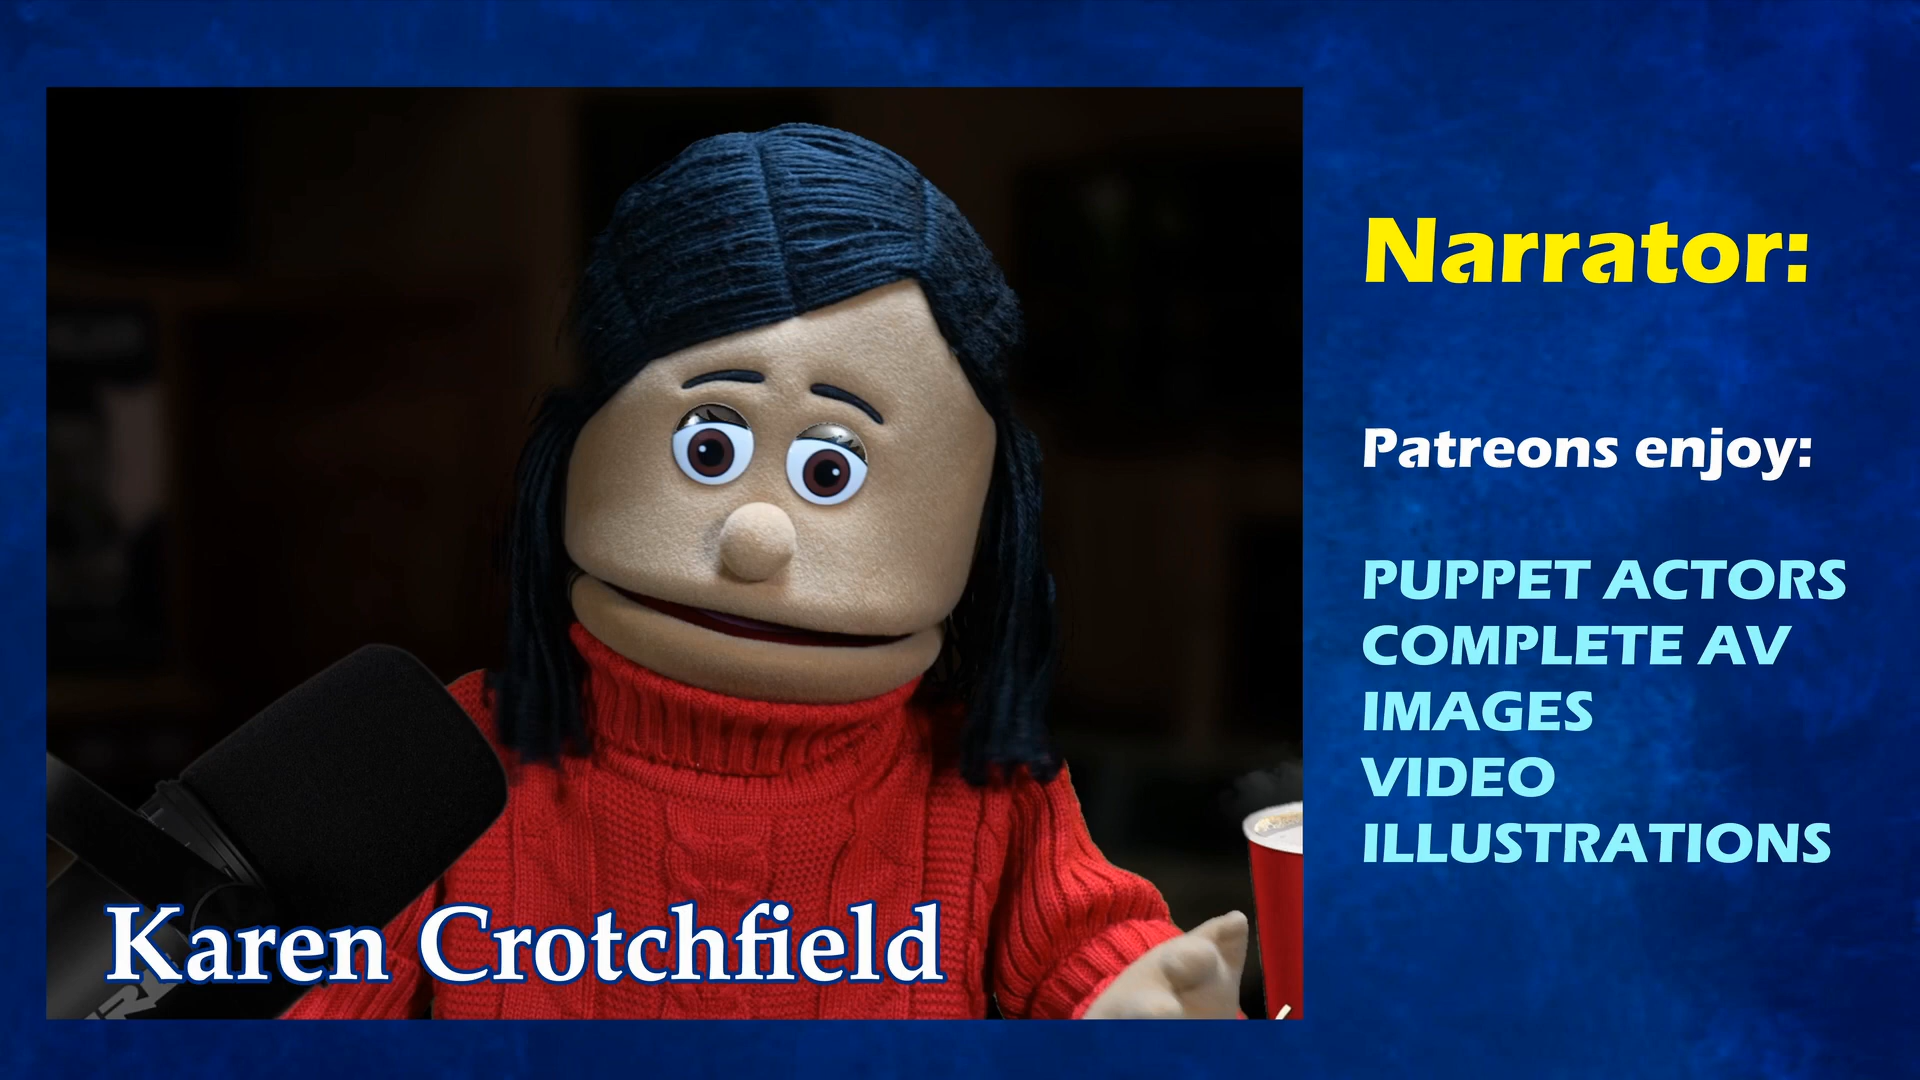 Narrator:
Patreons enjoy:
PUPPET ACTORS
COMPLETE AV
IMAGES
VIDEO
ILLUSTRATIONS
Karen Crotchfield